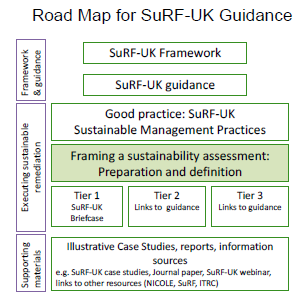 Road Map for SuRF-UK Guidance
Framework
& guidance
SuRF-UK Framework
SuRF-UK guidance
Executing sustainable
remediation
Good practice: SuRF-UK
Sustainable Management Practices
Framing a sustainability assessment:
Preparation and definition
Tier 1
SuRF-UK
Briefcase
Tier 2
Links to guidance
Tier 3
Links to guidance
Supporting
materials
Illustrative Case Studies, reports, information
sources
e.g. SuRF-UK case studies, Journal paper, SuRF-UK webinar,
links to other resources (NICOLE, SuRF, ITRC)